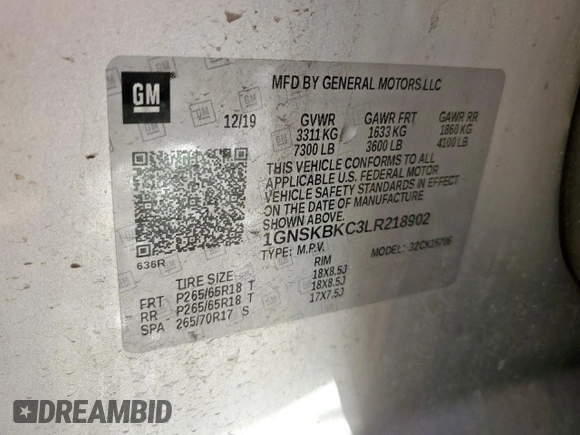 GM
MFD BY GENERAL MOTORS LLC
12/19 GVWR GAWR FRT GAWR RR
3311 KG 1633 KG 1860 KG
7300 LB 3600 LB 4100 LB
THIS VEHICLE CONFORMS TO ALL
APPLICABLE U.S. FEDERAL MOTOR
VEHICLE SAFETY STANDARDS IN EFFECT
ON THE DATE OF MANUFACTURE
SHOWN ABOVE.
1GNSKBKC3LR218902
636R TYPE: M.P.V. MODEL:
TIRE SIZE RIM
FRT P265/65R18 T 18X8.5J
RR P265/65R18 T 18X8.5J
SPA 265/70R17 S 17X7.5J
DREAMBID